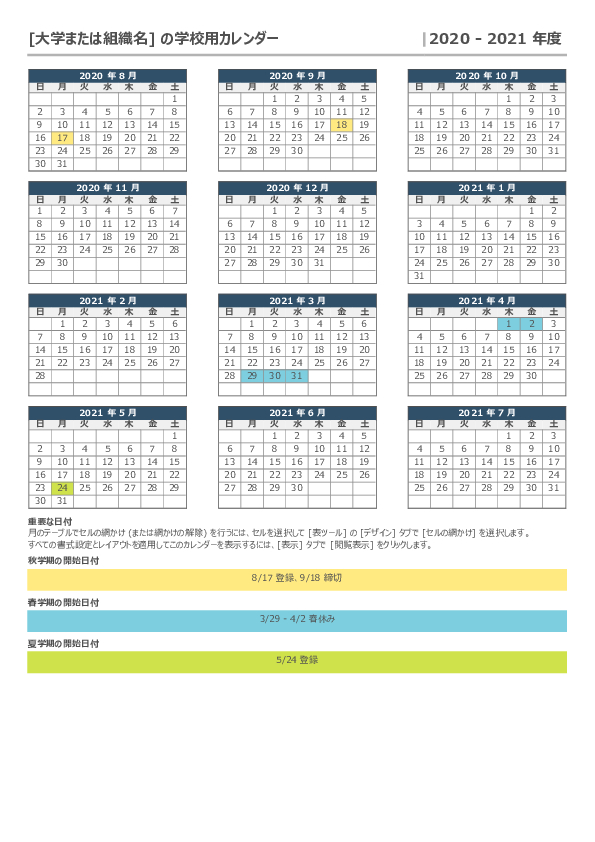 [大学または組織名] の学校用カレンダー
2020 - 2021 年度
2020 年 8 月
日 月 火 水 木 金 土
1
2 3 4 5 6 7 8
9 10 11 12 13 14 15
16 17 18 19 20 21 22
23 24 25 26 27 28 29
30 31
2020 年 9 月
日 月 火 水 木 金 土
1 2 3 4 5
6 7 8 9 10 11 12
13 14 15 16 17 18 19
20 21 22 23 24 25 26
27 28 29 30
2020 年 10 月
日 月 火 水 木 金 土
1 2 3
4 5 6 7 8 9 10
11 12 13 14 15 16 17
18 19 20 21 22 23 24
25 26 27 28 29 30 31
2020 年 11 月
日 月 火 水 木 金 土
1 2 3 4 5 6 7
8 9 10 11 12 13 14
15 16 17 18 19 20 21
22 23 24 25 26 27 28
29 30
2020 年 12 月
日 月 火 水 木 金 土
1 2 3 4 5
6 7 8 9 10 11 12
13 14 15 16 17 18 19
20 21 22 23 24 25 26
27 28 29 30 31
2021 年 1 月
日 月 火 水 木 金 土
1 2
3 4 5 6 7 8 9
10 11 12 13 14 15 16
17 18 19 20 21 22 23
24 25 26 27 28 29 30
31
2021 年 2 月
日 月 火 水 木 金 土
1 2 3 4 5 6
7 8 9 10 11 12 13
14 15 16 17 18 19 20
21 22 23 24 25 26 27
28
2021 年 3 月
日 月 火 水 木 金 土
1 2 3 4 5 6
7 8 9 10 11 12 13
14 15 16 17 18 19 20
21 22 23 24 25 26 27
28 29 30 31
2021 年 4 月
日 月 火 水 木 金 土
1 2 3
4 5 6 7 8 9 10
11 12 13 14 15 16 17
18 19 20 21 22 23 24
25 26 27 28 29 30
2021 年 5 月
日 月 火 水 木 金 土
1
2 3 4 5 6 7 8
9 10 11 12 13 14 15
16 17 18 19 20 21 22
23 24 25 26 27 28 29
30 31
2021 年 6 月
日 月 火 水 木 金 土
1 2 3 4 5
6 7 8 9 10 11 12
13 14 15 16 17 18 19
20 21 22 23 24 25 26
27 28 29 30
2021 年 7 月
日 月 火 水 木 金 土
1 2 3
4 5 6 7 8 9 10
11 12 13 14 15 16 17
18 19 20 21 22 23 24
25 26 27 28 29 30 31
重要な日付
月のテーブルでセルの網かけ (または網かけの解除) を行うには、セルを選択して [表ツール] の [デザイン] タブで [セルの網かけ] を選択します。
すべての書式設定とレイアウトを適用してこのカレンダーを表示するには、[表示] タブで [閲覧表示] をクリックします。
秋学期の開始日付
8/17 登録、9/18 締切
春学期の開始日付
3/29 - 4/2 春休み
夏学期の開始日付
5/24 登録